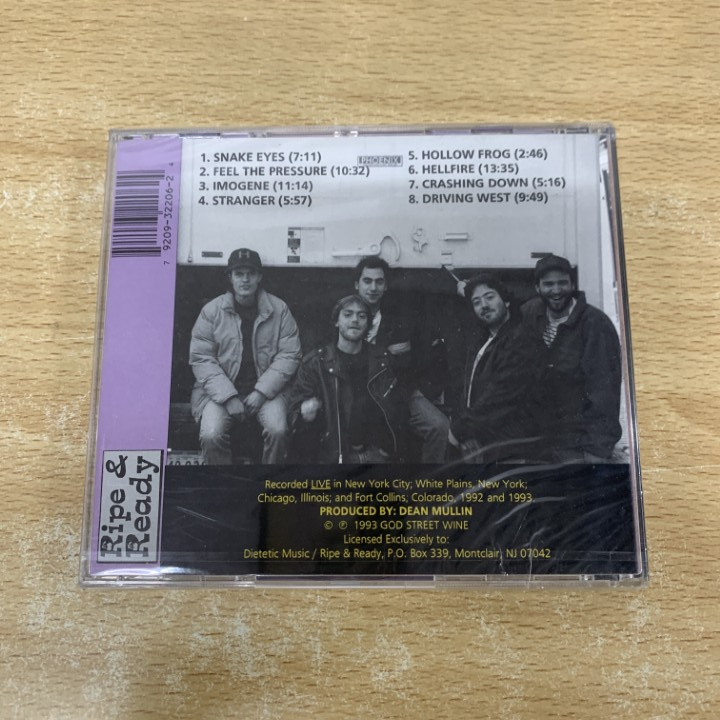 1. SNAKE EYES (7:11)
2. FEEL THE PRESSURE (10:32)
3. IMOGENE (11:14)
4. STRANGER (5:57)
PHOENIX
5. HOLLOW FROG (2:46)
6. HELLFIRE (13:35)
7. CRASHING DOWN (5:16)
8. DRIVING WEST (9:49)
7 9209-32206-2 4
H
Ripe &
Ready
Recorded LIVE in New York City; White Plains, New York;
Chicago, Illinois; and Fort Collins, Colorado, 1992 and 1993.
PRODUCED BY: DEAN MULLIN
© ℗ 1993 GOD STREET WINE
Licensed Exclusively to:
Dietetic Music / Ripe & Ready, P.O. Box 339, Montclair, NJ 07042